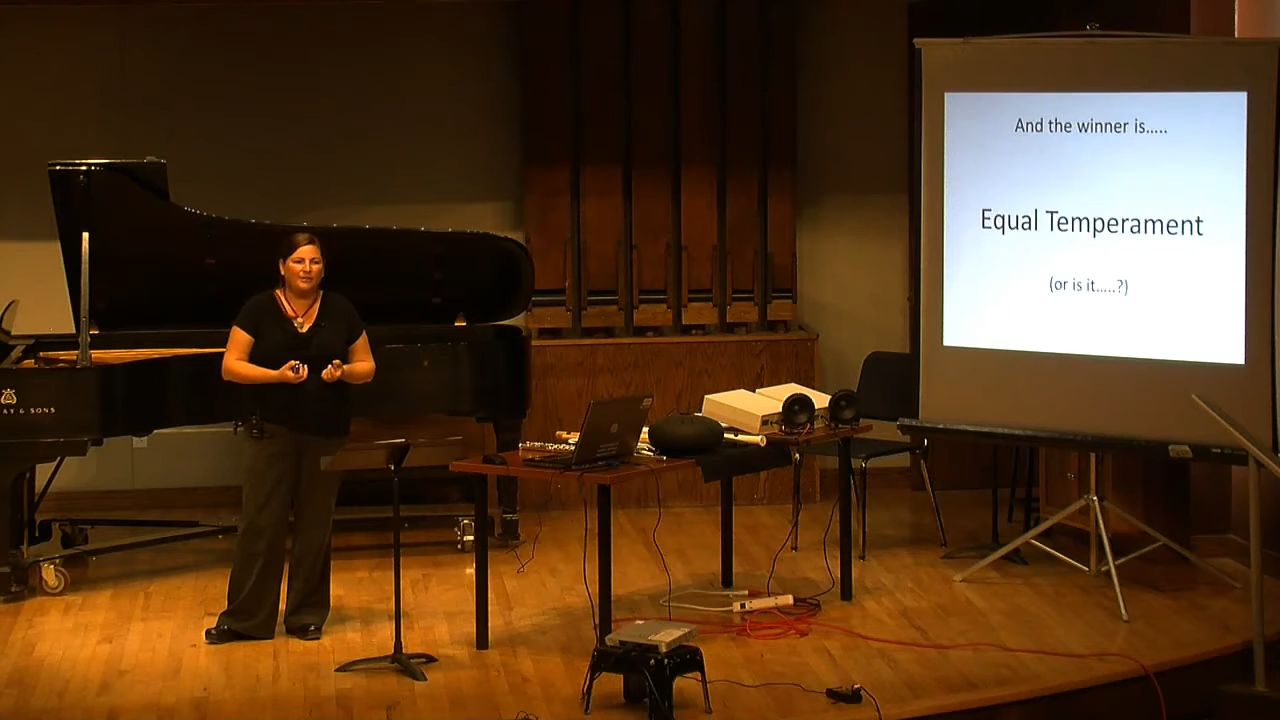 And the winner is.....
Equal Temperament
(or is it.....?)
AY & SONS